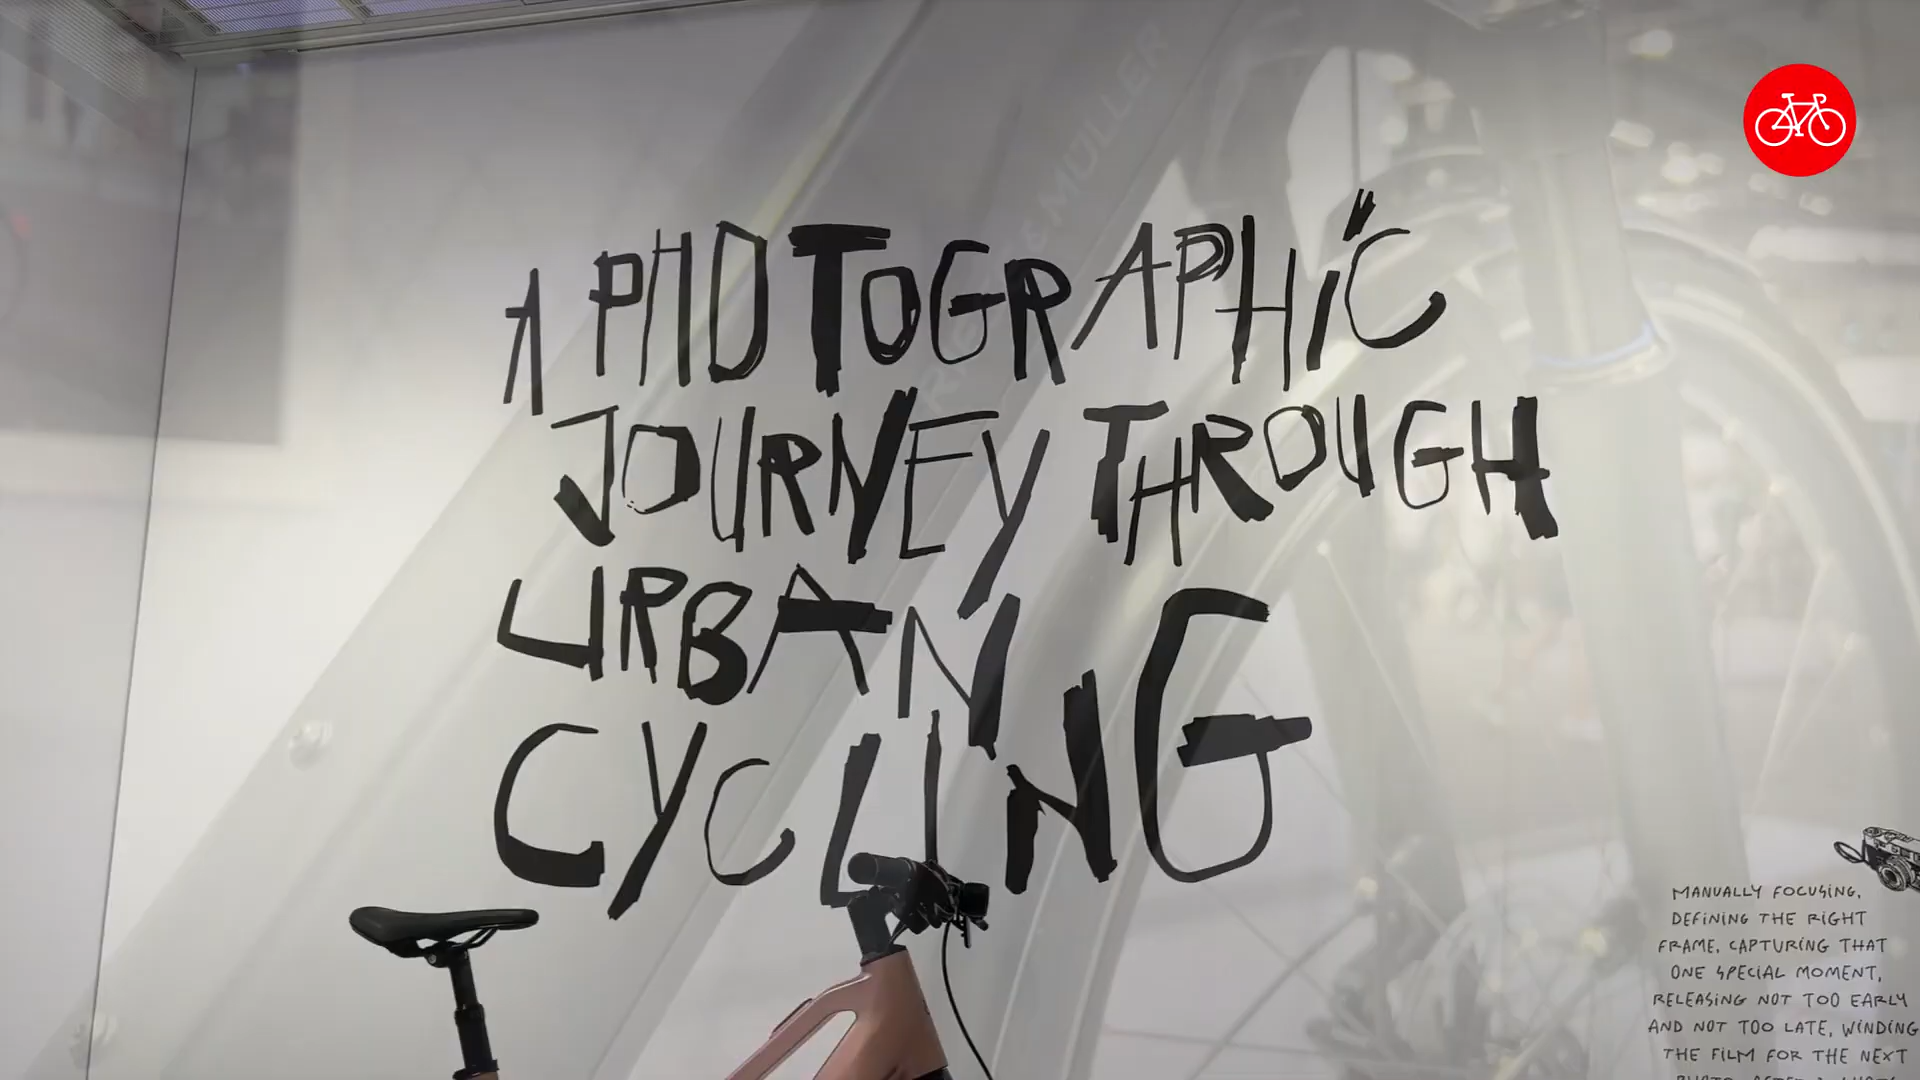 A PHOTOGRAPHIC
JOURNEY THROUGH
URBAN
CYCLING
& MÜLLER
MANUALLY FOCUSING,
DEFINING THE RIGHT
FRAME, CAPTURING THAT
ONE SPECIAL MOMENT,
RELEASING NOT TOO EARLY
AND NOT TOO LATE, WINDING
THE FILM FOR THE NEXT